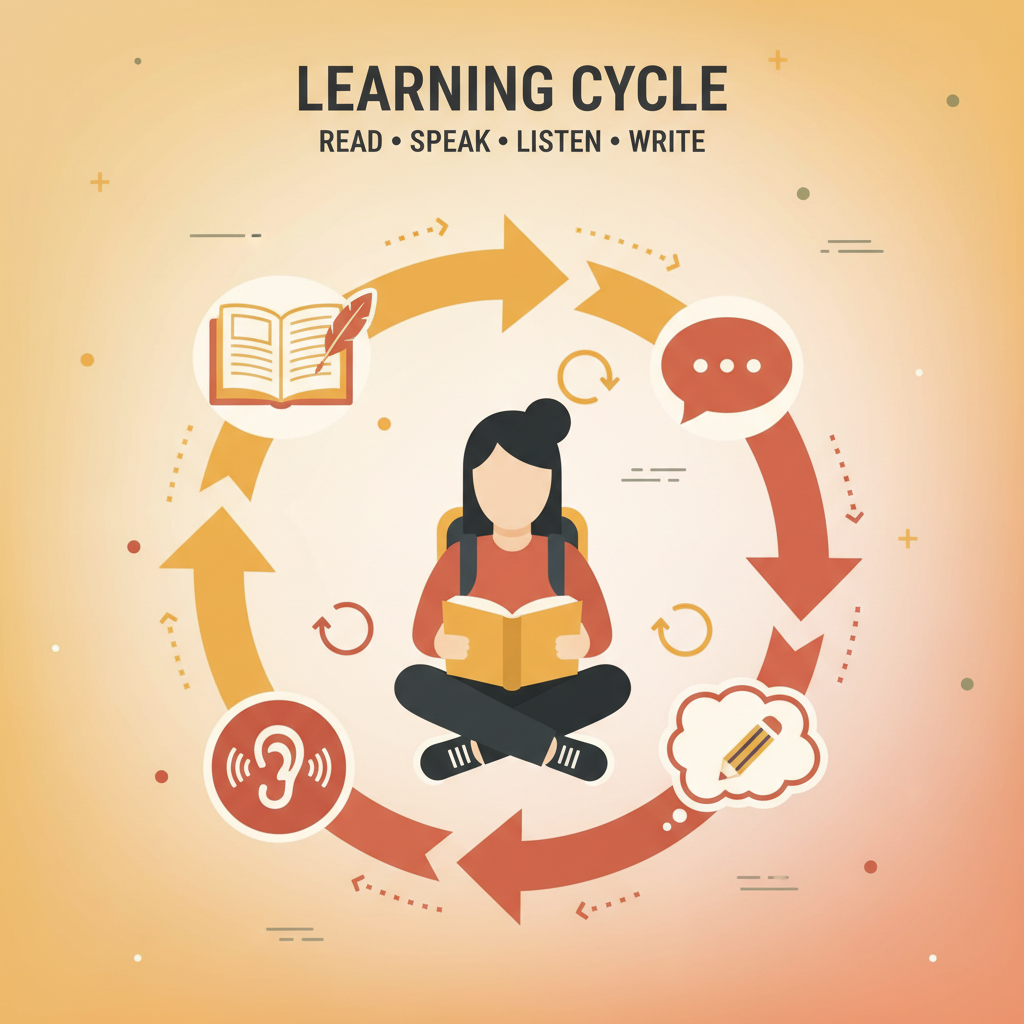 LEARNING CYCLE
READ • SPEAK • LISTEN • WRITE